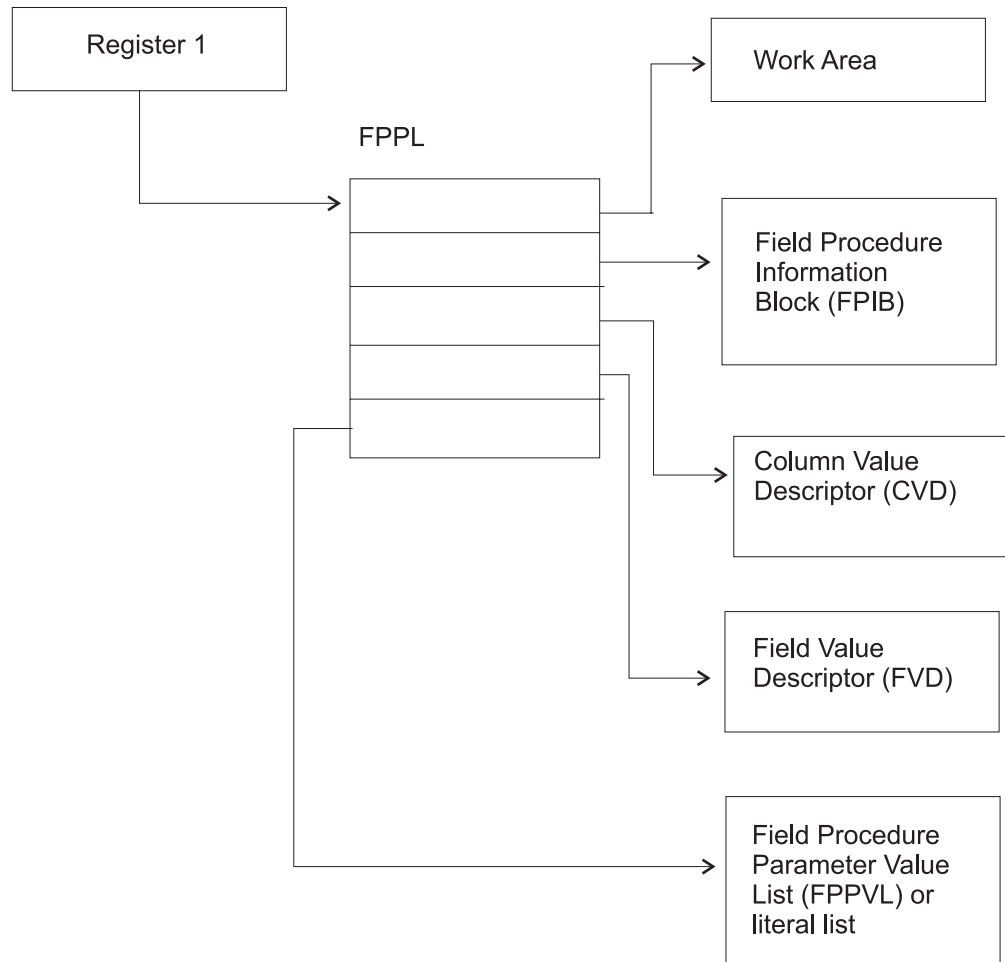 Register 1
Work Area
FPPL
Field Procedure
Information
Block (FPIB)
Column Value
Descriptor (CVD)
Field Value
Descriptor (FVD)
Field Procedure
Parameter Value
List (FPPVL) or
literal list